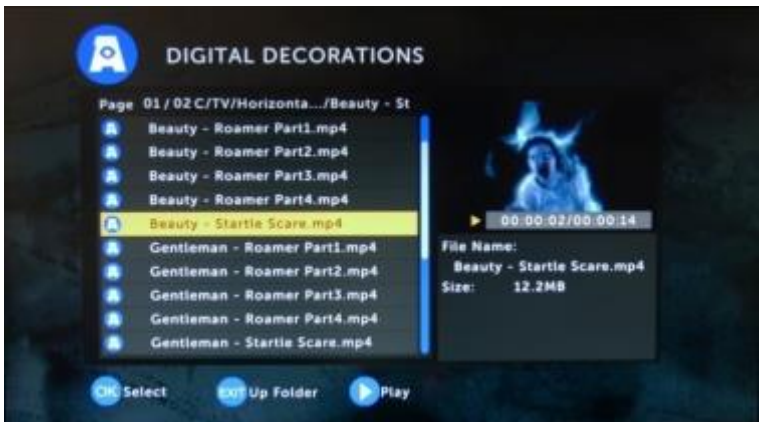 DIGITAL DECORATIONS
Page 01 / 02 C/TV/Horizonta.../Beauty - St
Beauty - Roamer Part1.mp4
Beauty - Roamer Part2.mp4
Beauty - Roamer Part3.mp4
Beauty - Roamer Part4.mp4
Beauty - Startle Scare.mp4
Gentleman - Roamer Part1.mp4
Gentleman - Roamer Part2.mp4
Gentleman - Roamer Part3.mp4
Gentleman - Roamer Part4.mp4
Gentleman - Startle Scare.mp4
00:00:02/00:00:14
File Name:
Beauty - Startle Scare.mp4
Size: 12.2MB
OK Select EXIT Up Folder Play